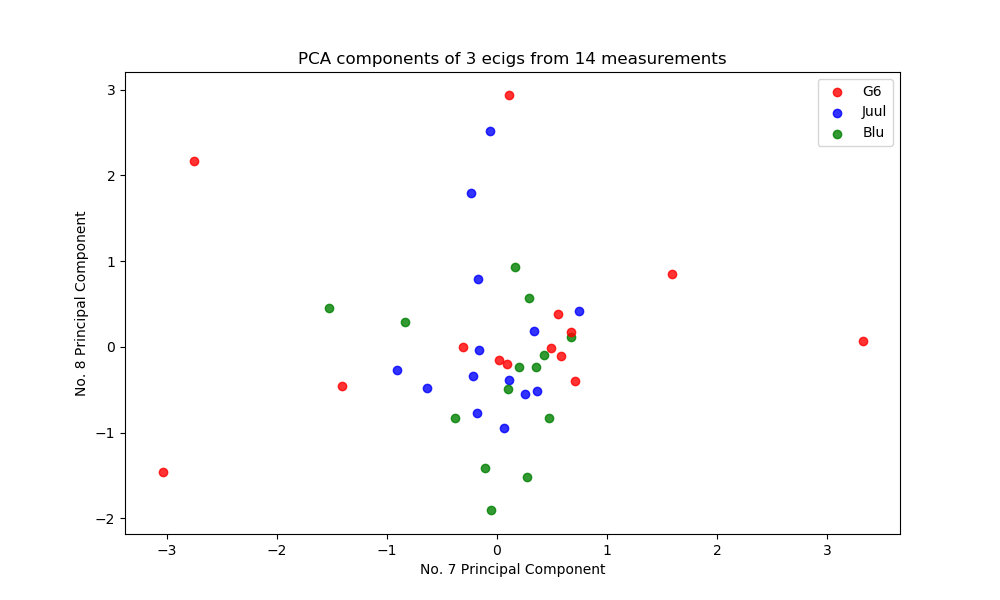 PCA components of 3 ecigs from 14 measurements
G6
Juul
Blu
No. 8 Principal Component
3
2
1
0
−1
−2
−3
−2
−1
0
1
2
3
No. 7 Principal Component